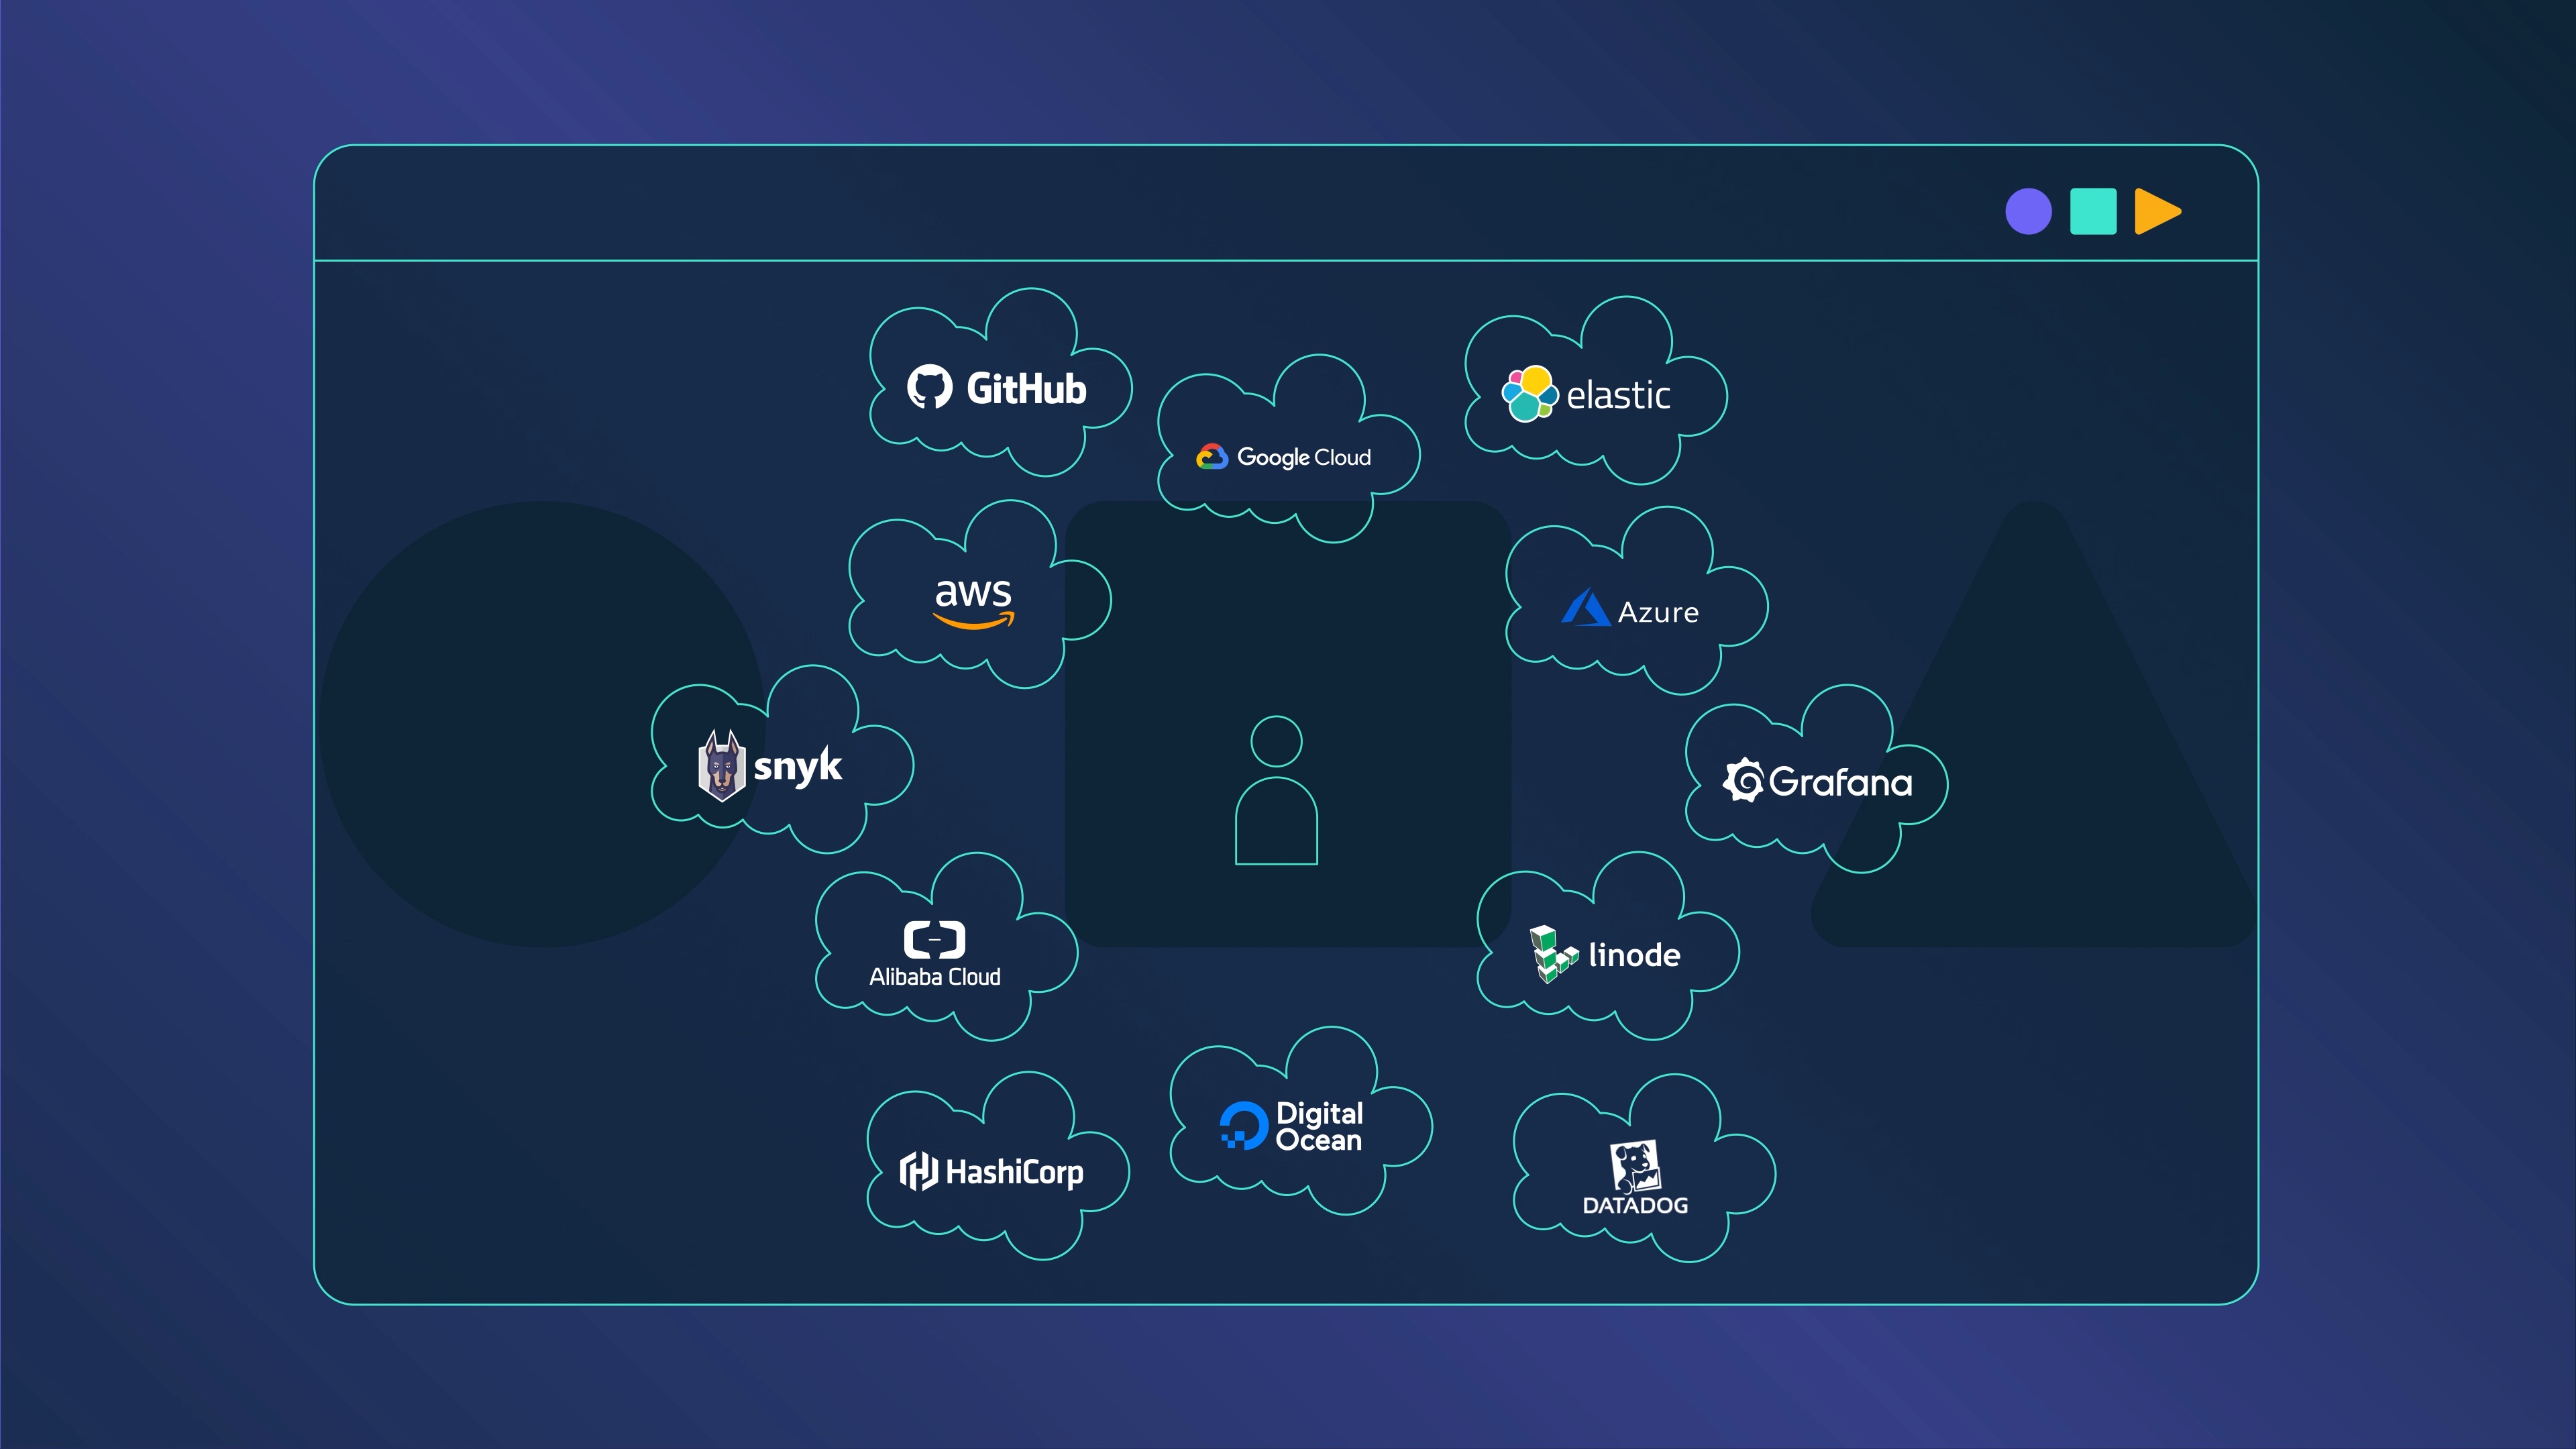 GitHub
elastic
Google Cloud
aws
Azure
snyk
Grafana
Alibaba Cloud
linode
Digital
Ocean
HashiCorp
DATADOG